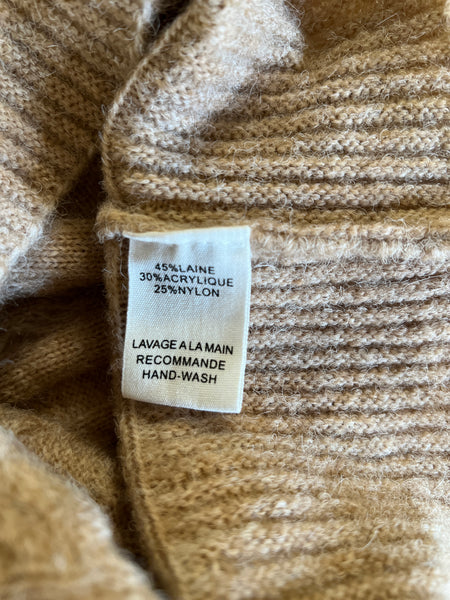 45%LAINE
30%ACRYLIQUE
25%NYLON
LAVAGE A LA MAIN
RECOMMANDE
HAND-WASH